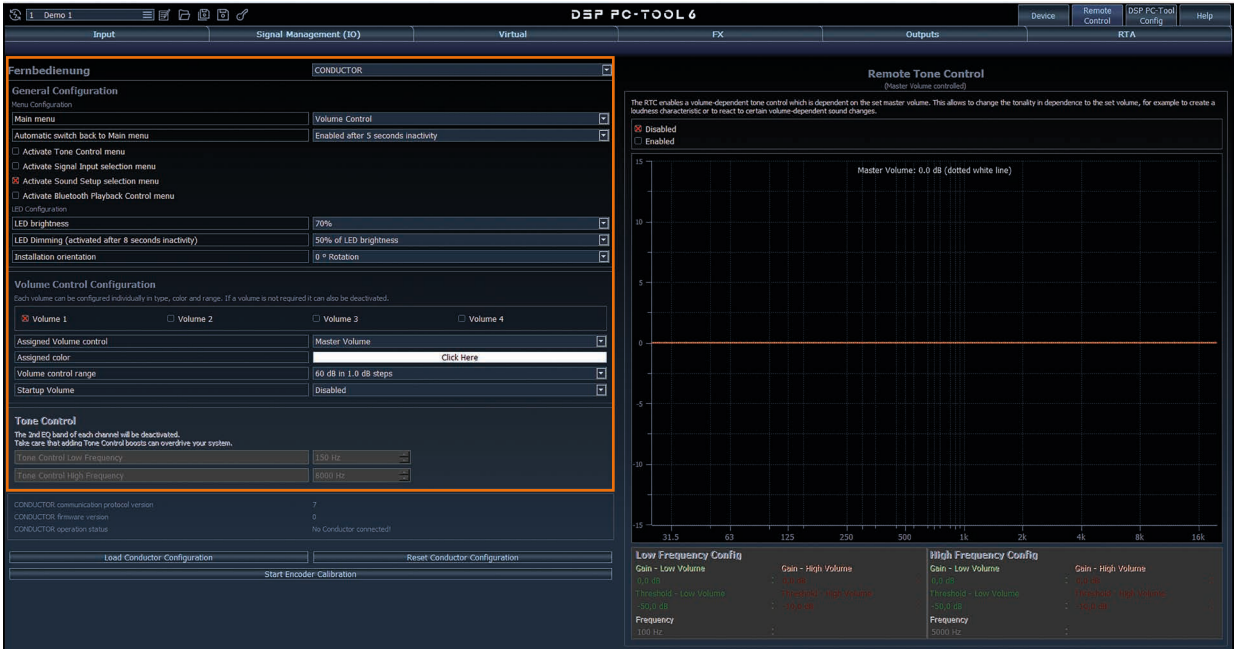 1 Demo 1
DSP PC-TOOL 6
Device
Remote Control
DSP PC-Tool Config
Help
Input
Signal Management (IO)
Virtual
FX
Outputs
RTA
Fernbedienung
CONDUCTOR
General Configuration
Menu Configuration
Main menu
Volume Control
Automatic switch back to Main menu
Enabled after 5 seconds inactivity
Activate Tone Control menu
Activate Signal Input selection menu
Activate Sound Setup selection menu
Activate Bluetooth Playback Control menu
LED Configuration
LED brightness
70%
LED Dimming (activated after 8 seconds inactivity)
50% of LED brightness
Installation orientation
0 ° Rotation
Volume Control Configuration
Each volume can be configured individually in type, color and range. If a volume is not required it can also be deactivated.
Volume 1
Volume 2
Volume 3
Volume 4
Assigned Volume control
Master Volume
Assigned color
Click Here
Volume control range
60 dB in 1.0 dB steps
Startup Volume
Disabled
Tone Control
The 2nd EQ band of each channel will be deactivated.
Take care that adding Tone Control boosts can overdrive your system.
Tone Control Low Frequency
150 Hz
Tone Control High Frequency
6000 Hz
CONDUCTOR communication protocol version
7
CONDUCTOR firmware version
0
CONDUCTOR operation status
No Conductor connected!
Load Conductor Configuration
Reset Conductor Configuration
Start Encoder Calibration
Remote Tone Control
(Master Volume controlled)
The RTC enables a volume-dependent tone control which is dependent on the set master volume. This allows to change the tonality in dependence to the set volume, for example to create a
loudness characteristic or to react to certain volume-dependent sound changes.
Disabled
Enabled
Master Volume: 0.0 dB (dotted white line)
15
10
5
0
-5
-10
-15
31.5 63 125 250 500 1k 2k 4k 8k 16k
Low Frequency Config
Gain - Low Volume
Gain - High Volume
0,0 dB
Threshold - Low Volume
-50,0 dB
Frequency
100 Hz
High Frequency Config
Gain - Low Volume
Gain - High Volume
0,0 dB
Threshold - Low Volume
-50,0 dB
Frequency
5000 Hz